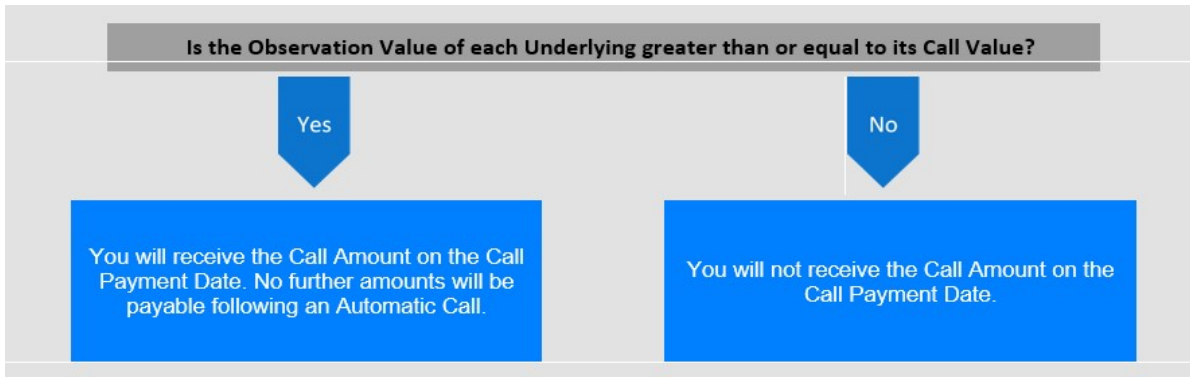 Is the Observation Value of each Underlying greater than or equal to its Call Value?
Yes
No
You will receive the Call Amount on the Call
Payment Date. No further amounts will be
payable following an Automatic Call.
You will not receive the Call Amount on the
Call Payment Date.